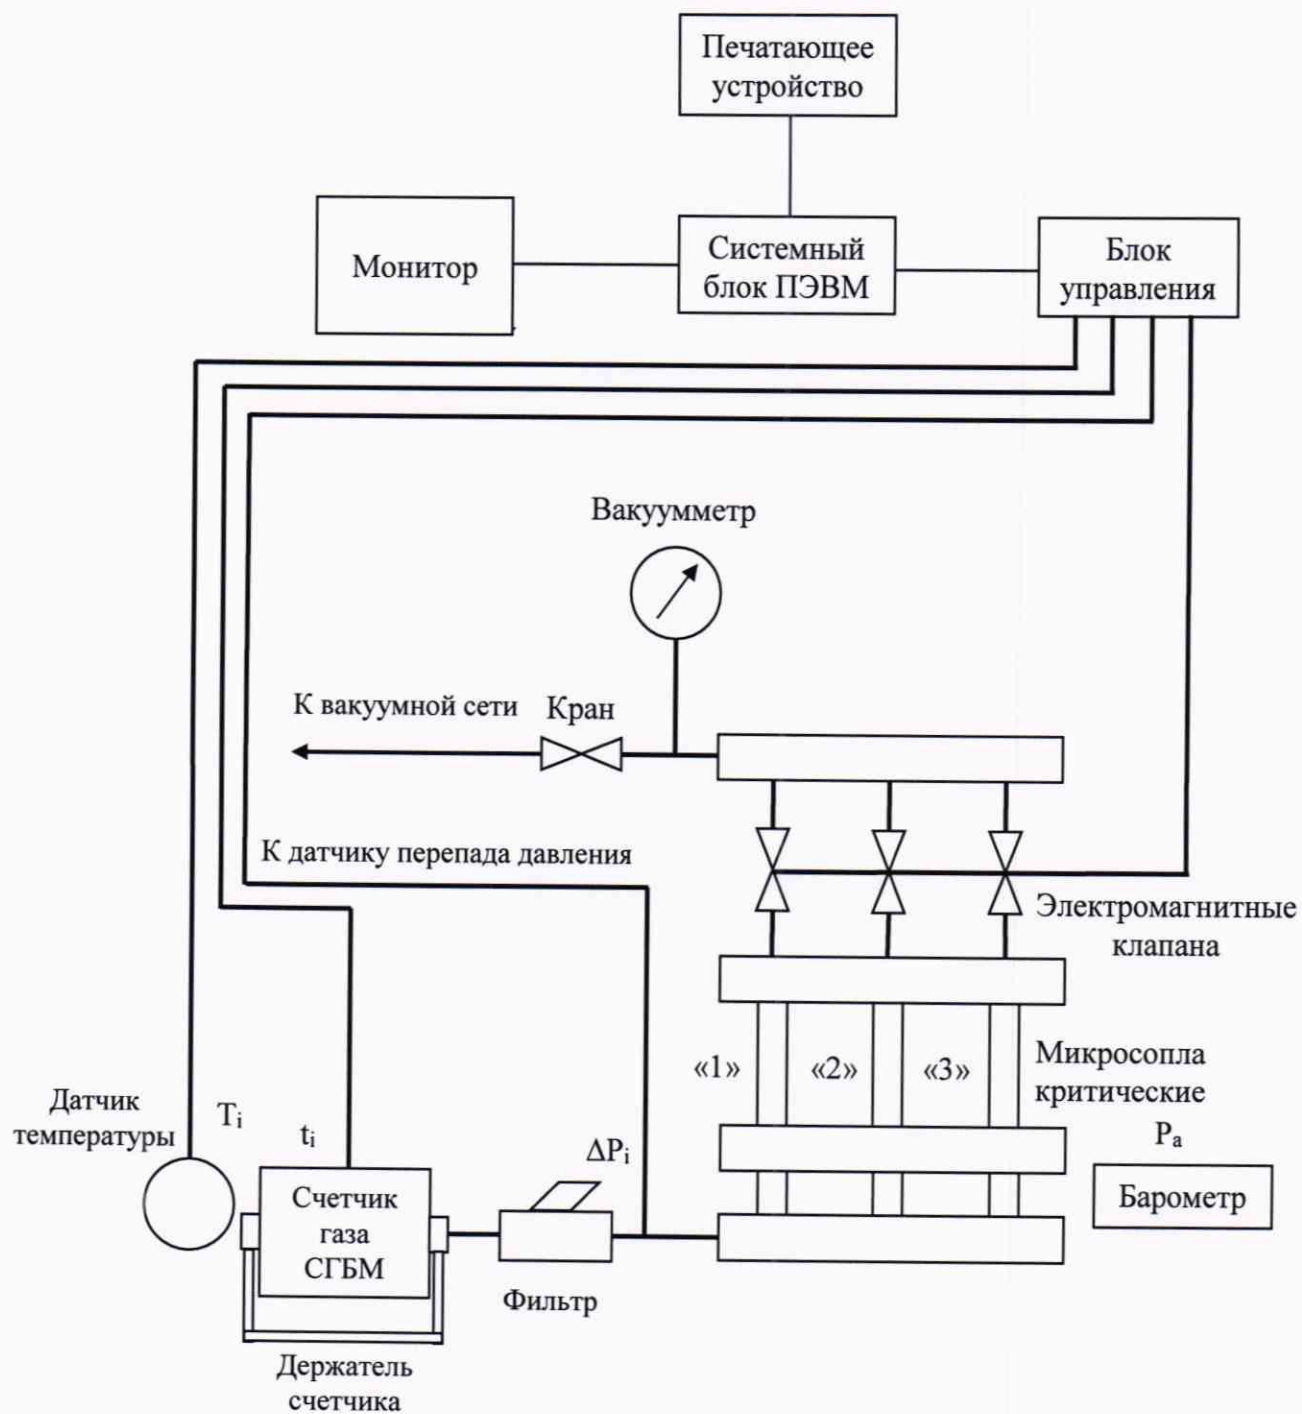 Печатающее
устройство
Монитор
Системный
блок ПЭВМ
Блок
управления
Вакуумметр
К вакуумной сети
Кран
К датчику перепада давления
Электромагнитные
клапана
«1»
«2»
«3»
Микросопла
критические
Pа
Барометр
Датчик
температуры
Ti
ti
ΔPi
Счетчик
газа
СГБМ
Фильтр
Держатель
счетчика